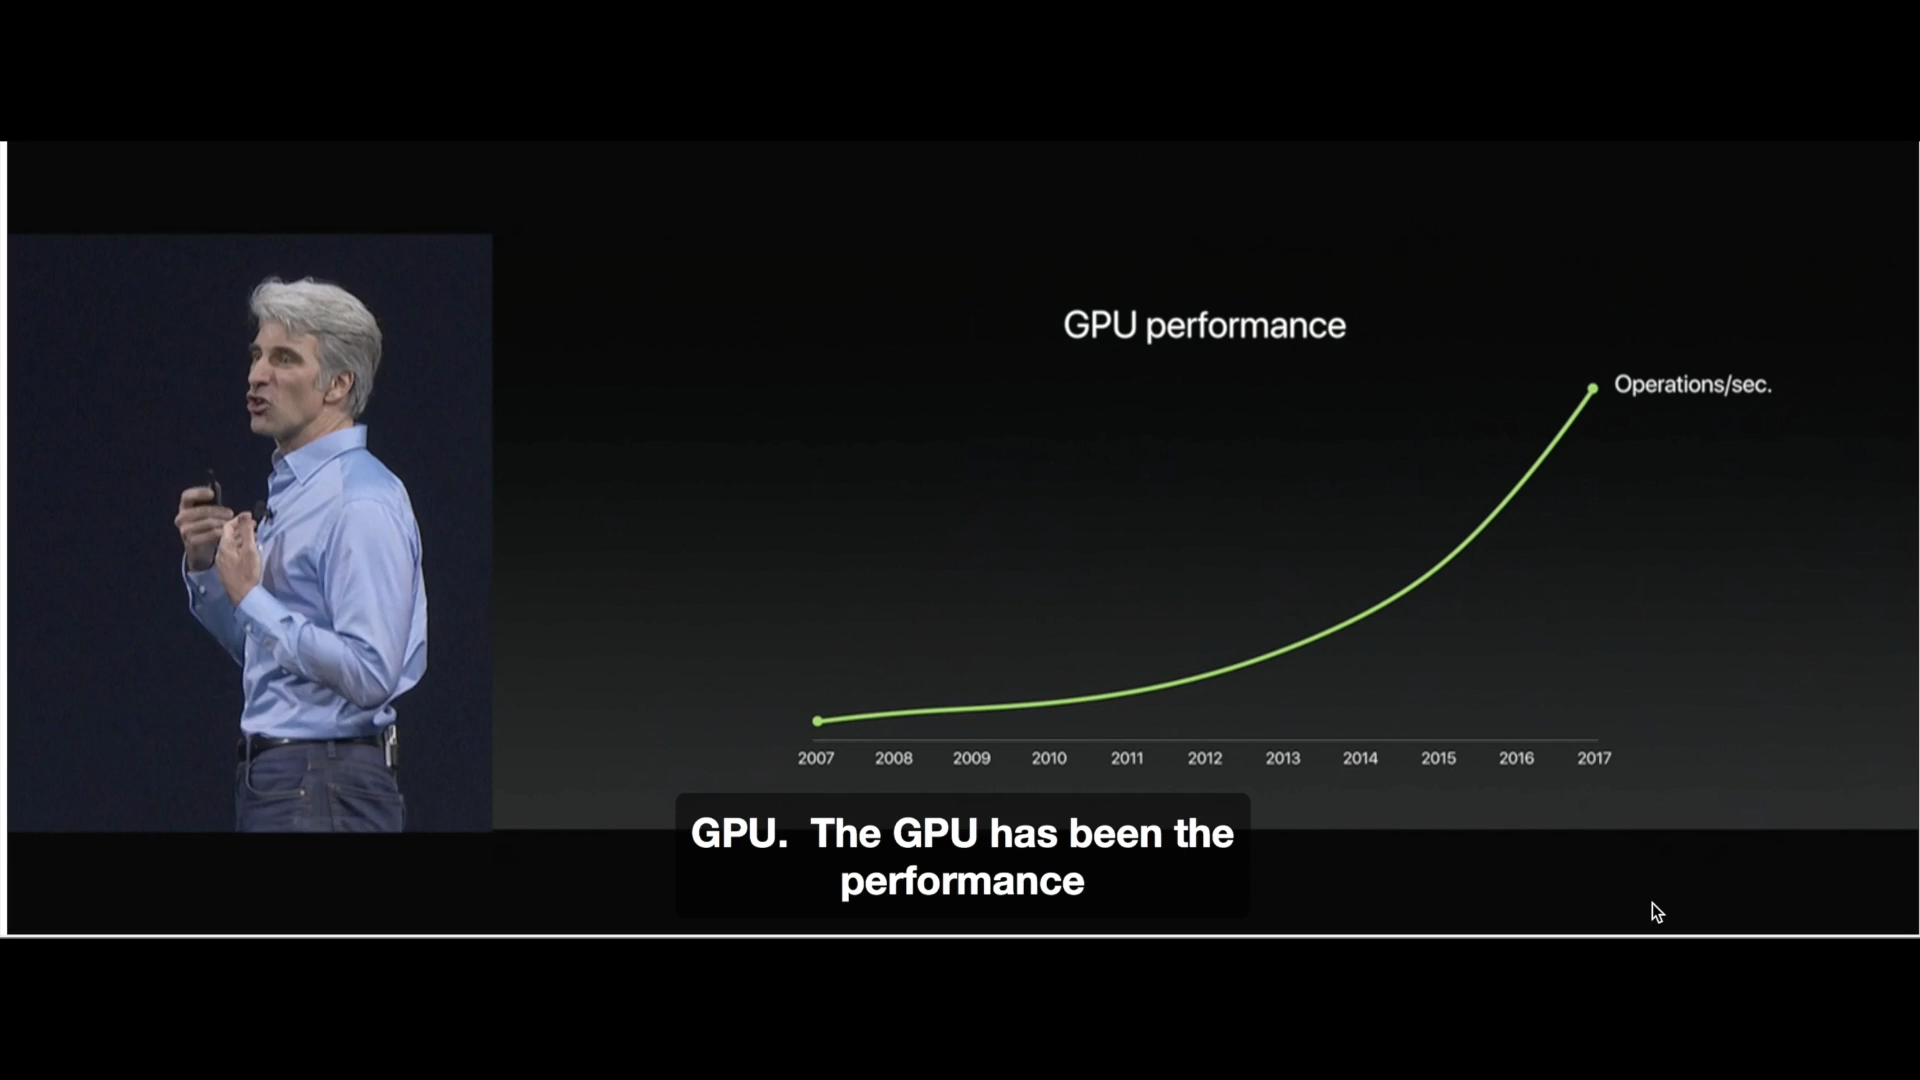 GPU performance
Operations/sec.
2007 2008 2009 2010 2011 2012 2013 2014 2015 2016 2017
GPU. The GPU has been the
performance